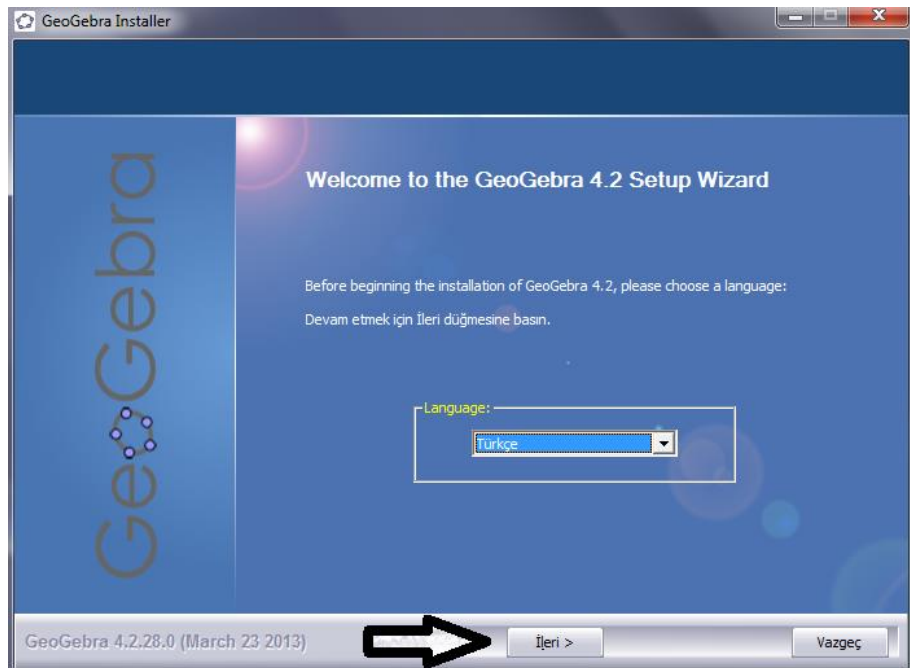 GeoGebra Installer
GeoGebra
Welcome to the GeoGebra 4.2 Setup Wizard
Before beginning the installation of GeoGebra 4.2, please choose a language:
Devam etmek için İleri düğmesine basın.
Language:
Türkçe
GeoGebra 4.2.28.0 (March 23 2013)
İleri >
Vazgeç